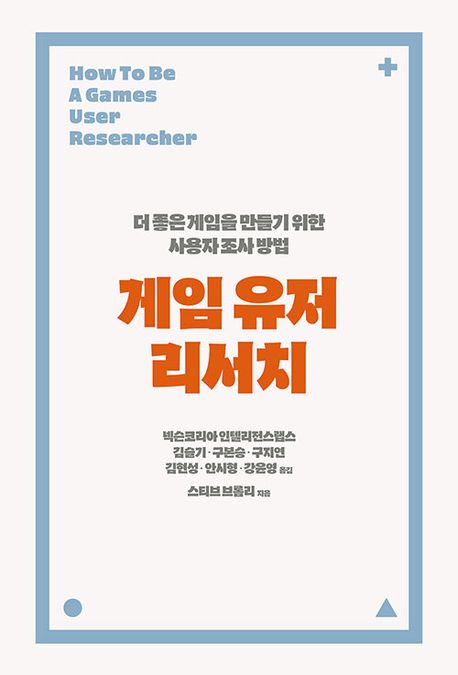 How To Be
A Games
User
Researcher
더 좋은 게임을 만들기 위한
사용자 조사 방법
게임 유저
리서치
넥슨코리아 인텔리전스랩스
김슬기·구본승·구지연
김현성·안시형·강윤영 옮김
스티브 브롬리 지음